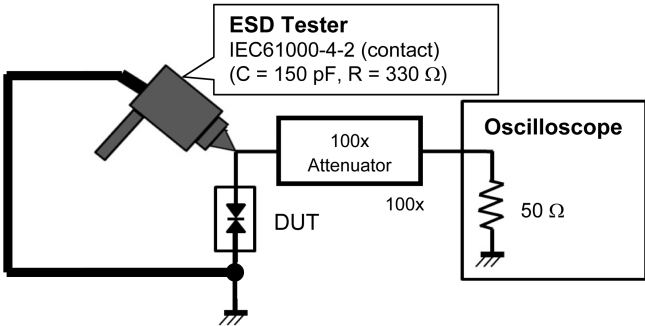 ESD Tester
IEC61000-4-2 (contact)
(C = 150 pF, R = 330 Ω)
100x
Attenuator
100x
Oscilloscope
50 Ω
DUT